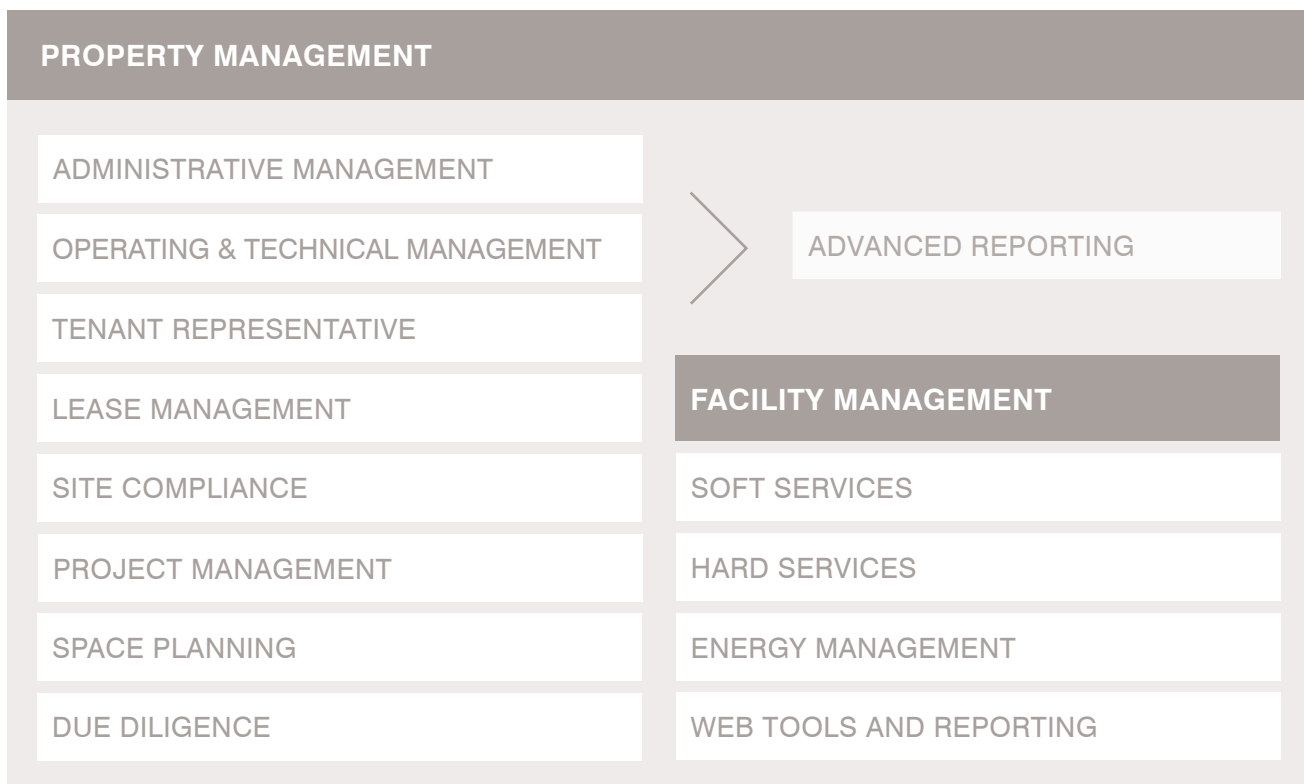 PROPERTY MANAGEMENT
ADMINISTRATIVE MANAGEMENT
OPERATING & TECHNICAL MANAGEMENT
TENANT REPRESENTATIVE
LEASE MANAGEMENT
SITE COMPLIANCE
PROJECT MANAGEMENT
SPACE PLANNING
DUE DILIGENCE
ADVANCED REPORTING
FACILITY MANAGEMENT
SOFT SERVICES
HARD SERVICES
ENERGY MANAGEMENT
WEB TOOLS AND REPORTING